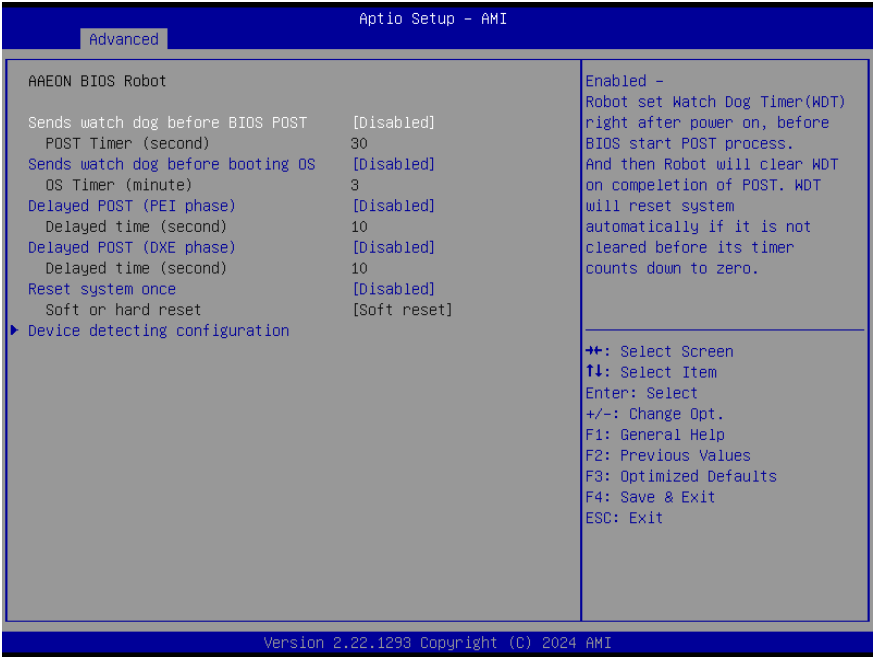 Aptio Setup – AMI
Advanced
AAEON BIOS Robot
Sends watch dog before BIOS POST [Disabled]
POST Timer (second) 30
Sends watch dog before booting OS [Disabled]
OS Timer (minute) 3
Delayed POST (PEI phase) [Disabled]
Delayed time (second) 10
Delayed POST (DXE phase) [Disabled]
Delayed time (second) 10
Reset system once [Disabled]
Soft or hard reset [Soft reset]
Device detecting configuration
Enabled –
Robot set Watch Dog Timer(WDT)
right after power on, before
BIOS start POST process.
And then Robot will clear WDT
on compeletion of POST. WDT
will reset system
automatically if it is not
cleared before its timer
counts down to zero.
→←: Select Screen
↑↓: Select Item
Enter: Select
+/-: Change Opt.
F1: General Help
F2: Previous Values
F3: Optimized Defaults
F4: Save & Exit
ESC: Exit
Version 2.22.1293 Copyright (C) 2024 AMI